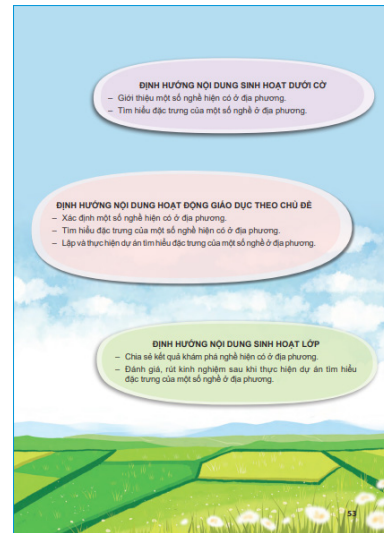 ĐỊNH HƯỚNG NỘI DUNG SINH HOẠT DƯỚI CỜ
– Giới thiệu một số nghề hiện có ở địa phương.
– Tìm hiểu đặc trưng của một số nghề ở địa phương.
ĐỊNH HƯỚNG NỘI DUNG HOẠT ĐỘNG GIÁO DỤC THEO CHỦ ĐỀ
– Xác định một số nghề hiện có ở địa phương.
– Tìm hiểu đặc trưng của một số nghề ở địa phương.
– Lập và thực hiện dự án tìm hiểu đặc trưng của một số nghề ở địa phương.
ĐỊNH HƯỚNG NỘI DUNG SINH HOẠT LỚP
– Chia sẻ kết quả khám phá nghề hiện có ở địa phương.
– Đánh giá, rút kinh nghiệm sau khi thực hiện dự án tìm hiểu
đặc trưng của một số nghề ở địa phương.
53